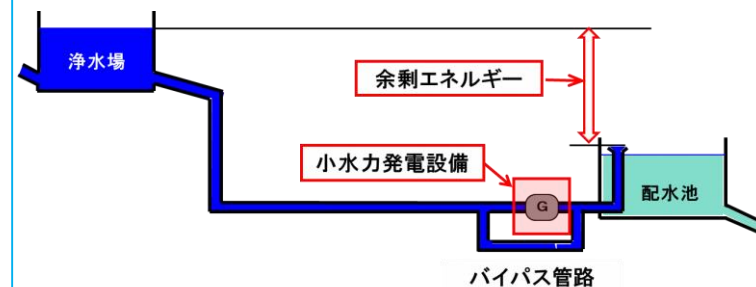 浄水場
余剰エネルギー
小水力発電設備
G
配水池
バイパス管路